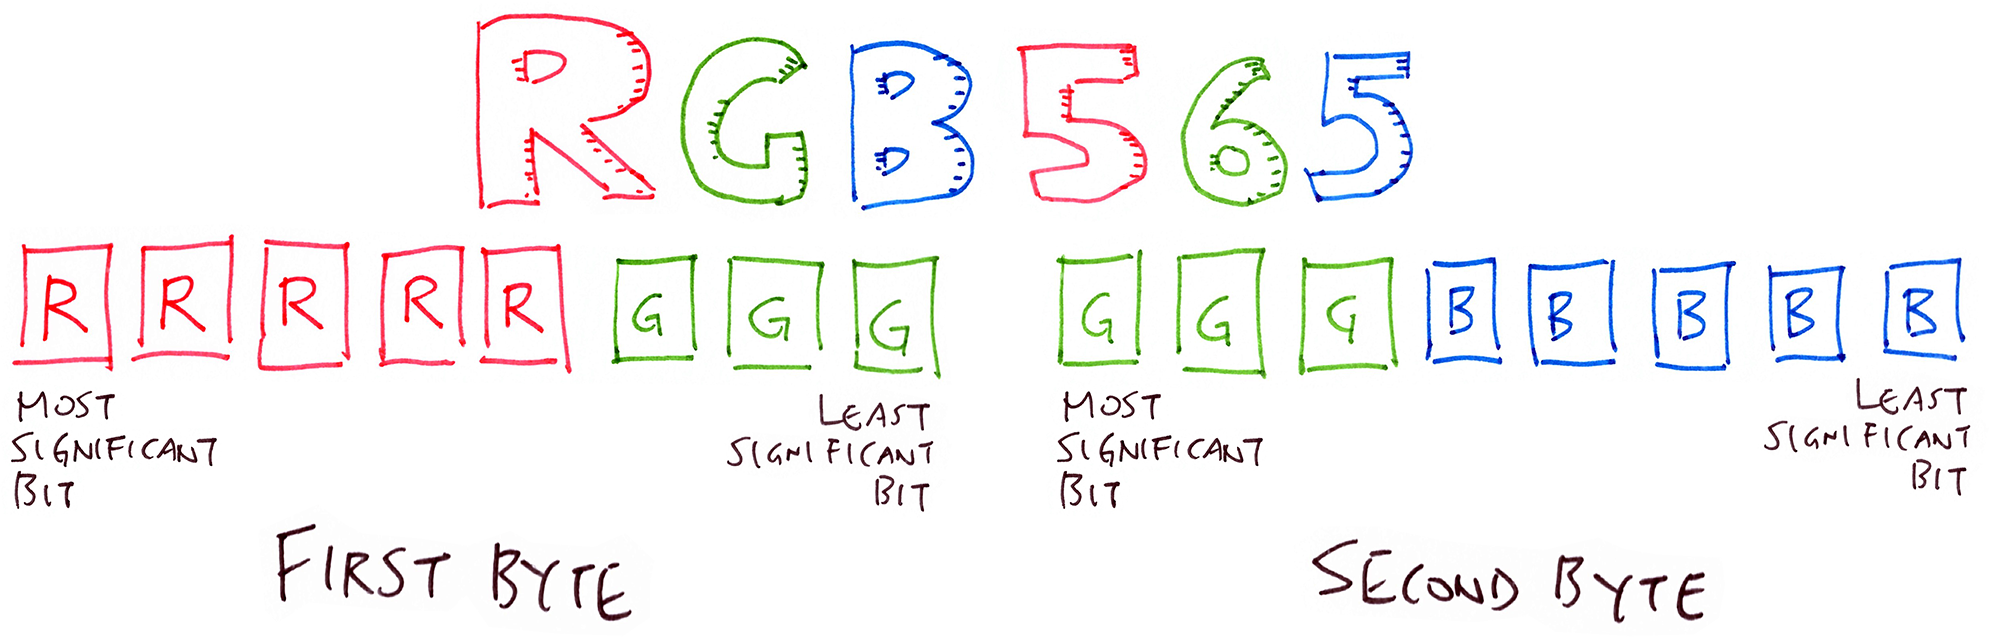 RGB565
R R R R R G G G G G G B B B B B
MOST SIGNIFICANT BIT
LEAST SIGNIFICANT BIT
MOST SIGNIFICANT BIT
LEAST SIGNIFICANT BIT
FIRST BYTE
SECOND BYTE